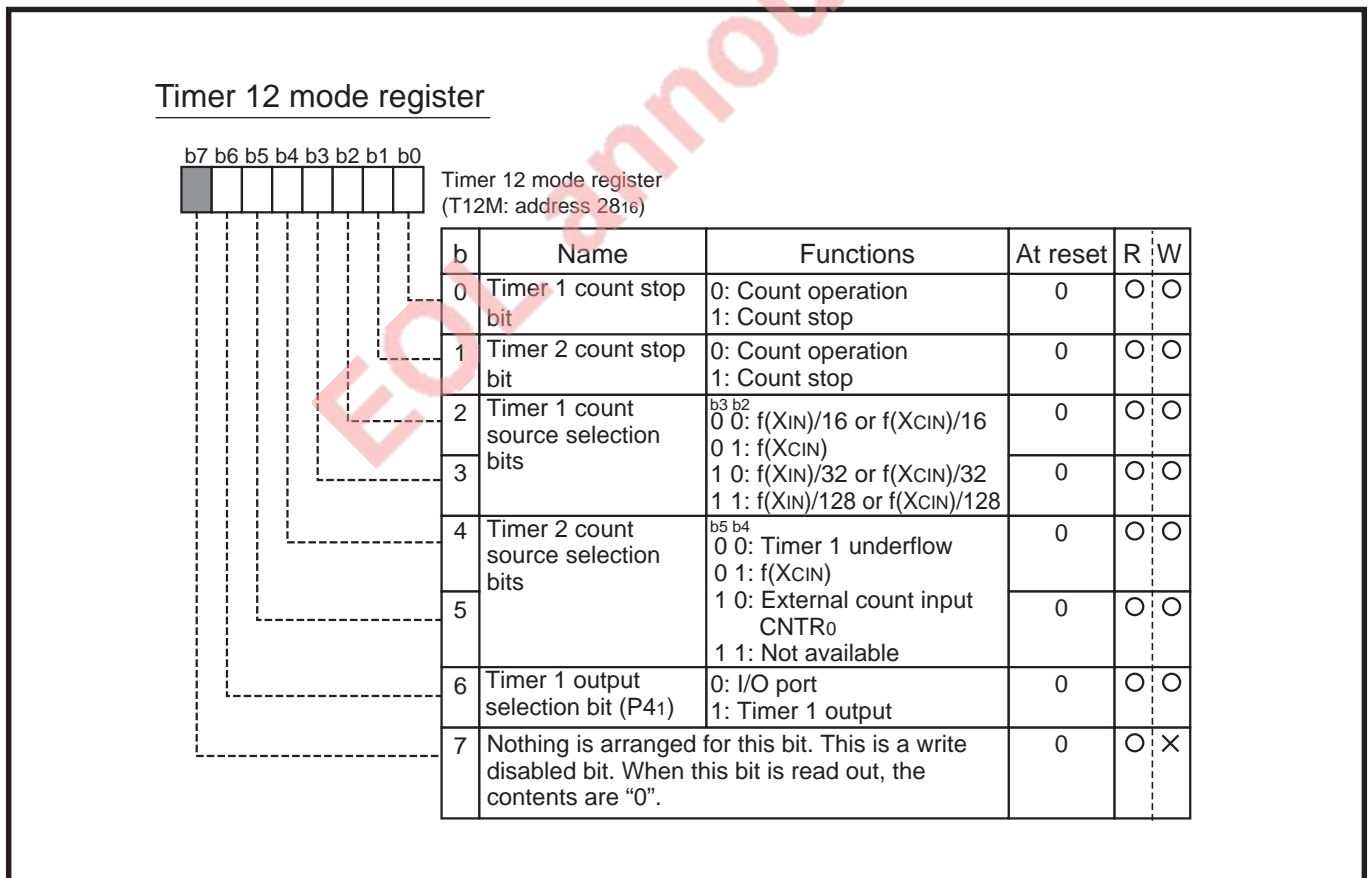 EOL annou
Timer 12 mode register
b7 b6 b5 b4 b3 b2 b1 b0
Timer 12 mode register
(T12M: address 2816)
b Name Functions At reset R W
0 Timer 1 count stop bit 0: Count operation 0 O O
1: Count stop
1 Timer 2 count stop bit 0: Count operation 0 O O
1: Count stop
2 Timer 1 count source selection bits b3 b2 0 O O
0 0: f(XIN)/16 or f(XCIN)/16
0 1: f(XCIN)
3 1 0: f(XIN)/32 or f(XCIN)/32 0 O O
1 1: f(XIN)/128 or f(XCIN)/128
4 Timer 2 count source selection bits b5 b4 0 O O
0 0: Timer 1 underflow
0 1: f(XCIN)
5 1 0: External count input 0 O O
CNTR0
1 1: Not available
6 Timer 1 output selection bit (P41) 0: I/O port 0 O O
1: Timer 1 output
7 Nothing is arranged for this bit. This is a write 0 O ×
disabled bit. When this bit is read out, the
contents are “0”.